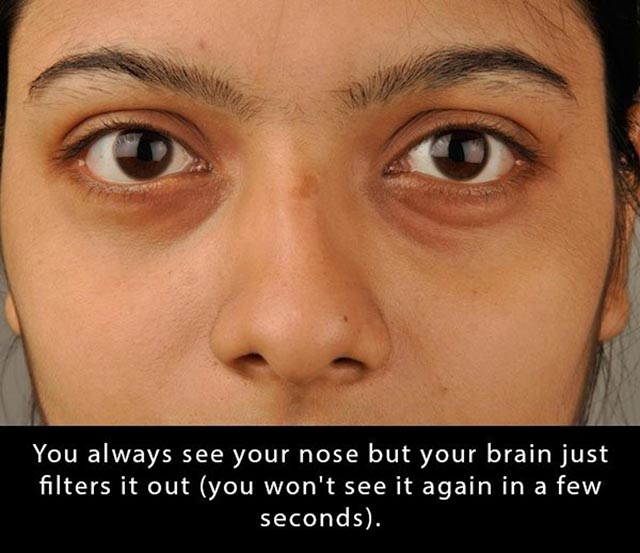 You always see your nose but your brain just
filters it out (you won't see it again in a few
seconds).